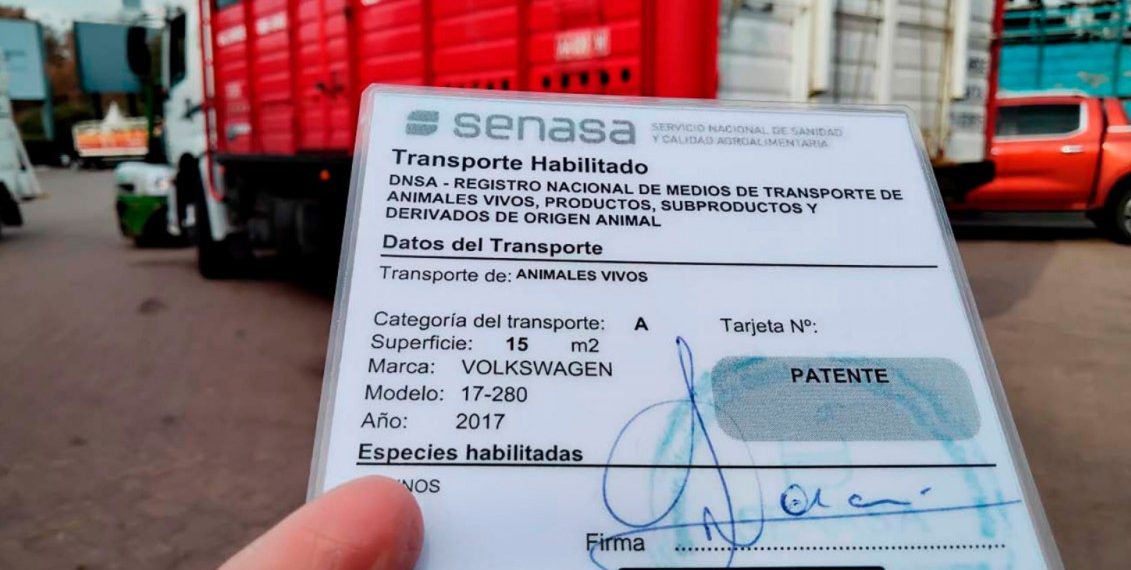 senasa SERVICIO NACIONAL DE SANIDAD
Y CALIDAD AGROALIMENTARIA
Transporte Habilitado
DNSA - REGISTRO NACIONAL DE MEDIOS DE TRANSPORTE DE
ANIMALES VIVOS, PRODUCTOS, SUBPRODUCTOS Y
DERIVADOS DE ORIGEN ANIMAL
Datos del Transporte
Transporte de: ANIMALES VIVOS
Categoría del transporte: A
Tarjeta Nº:
Superficie: 15 m2
Marca: VOLKSWAGEN
PATENTE
Modelo: 17-280
Año: 2017
Especies habilitadas
NOS
Firma